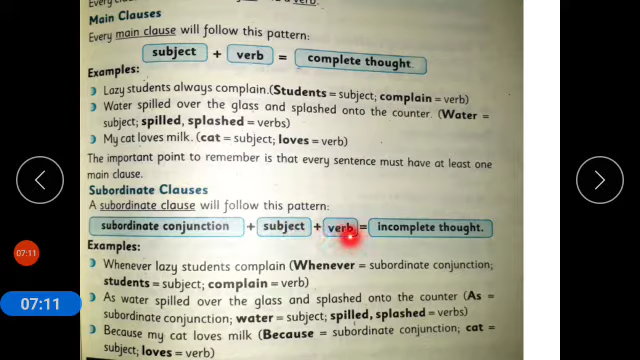 Main Clauses
Every main clause will follow this pattern:
subject + verb = complete thought.
Examples:
Lazy students always complain.(Students = subject; complain = verb)
Water spilled over the glass and splashed onto the counter. (Water =
subject; spilled, splashed = verbs)
My cat loves milk. (cat = subject; loves = verb)
The important point to remember is that every sentence must have at least one
main clause.
Subordinate Clauses
A subordinate clause will follow this pattern:
subordinate conjunction + subject + verb = incomplete thought.
Examples:
Whenever lazy students complain (Whenever = subordinate conjunction;
students = subject; complain = verb)
As water spilled over the glass and splashed onto the counter (As =
subordinate conjunction; water = subject; spilled, splashed = verbs)
Because my cat loves milk (Because = subordinate conjunction; cat =
subject; loves = verb)
07:11
07:11